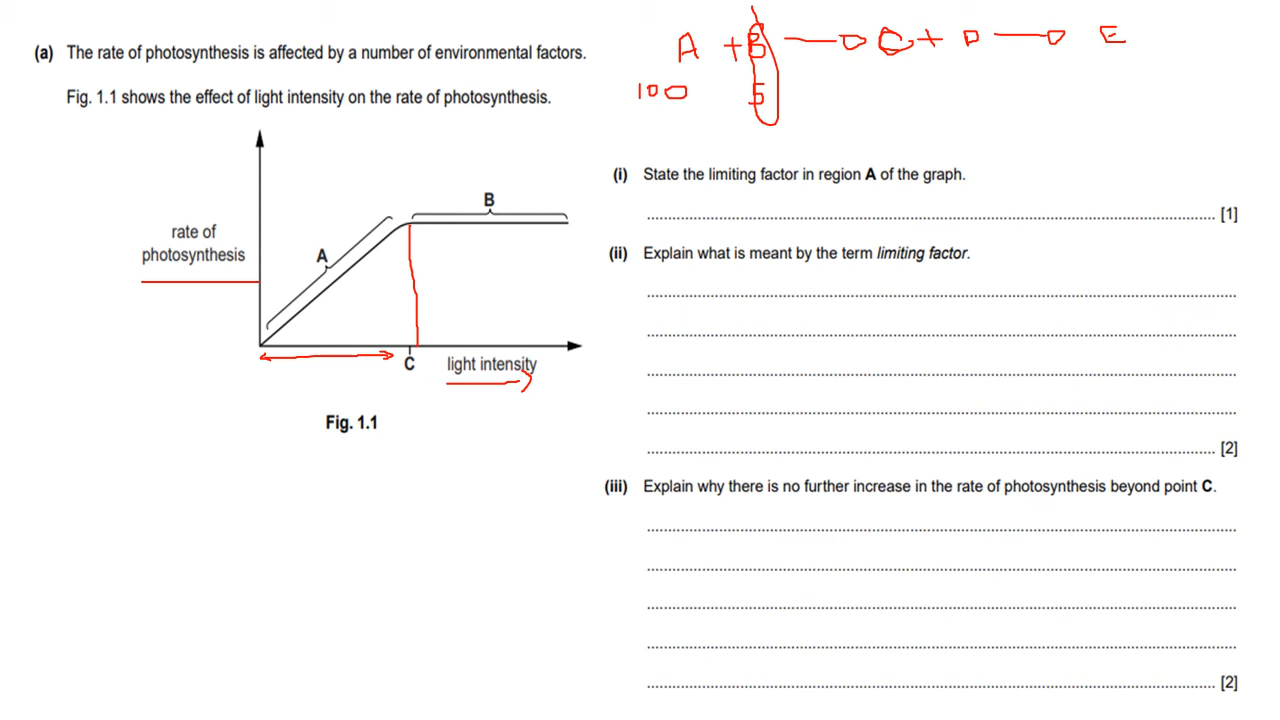 (a) The rate of photosynthesis is affected by a number of environmental factors.
Fig. 1.1 shows the effect of light intensity on the rate of photosynthesis.
rate of
photosynthesis
A
B
C
light intensity
Fig. 1.1
A + B → C + D → E
100 5
(i) State the limiting factor in region A of the graph.
[1]
(ii) Explain what is meant by the term limiting factor.
[2]
(iii) Explain why there is no further increase in the rate of photosynthesis beyond point C.
[2]